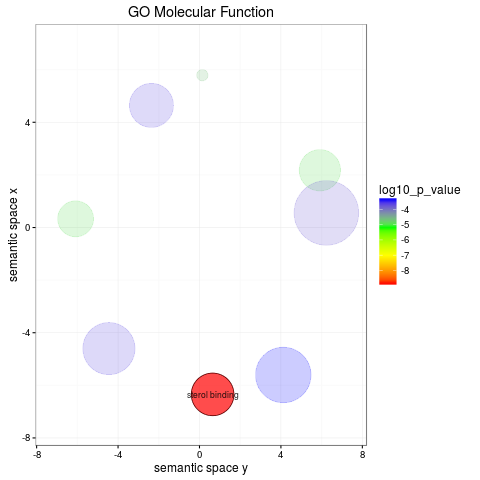 GO Molecular Function
semantic space x
4
0
-4
-8
sterol binding
-8
-4
0
4
8
semantic space y
log10_p_value
-4
-5
-6
-7
-8